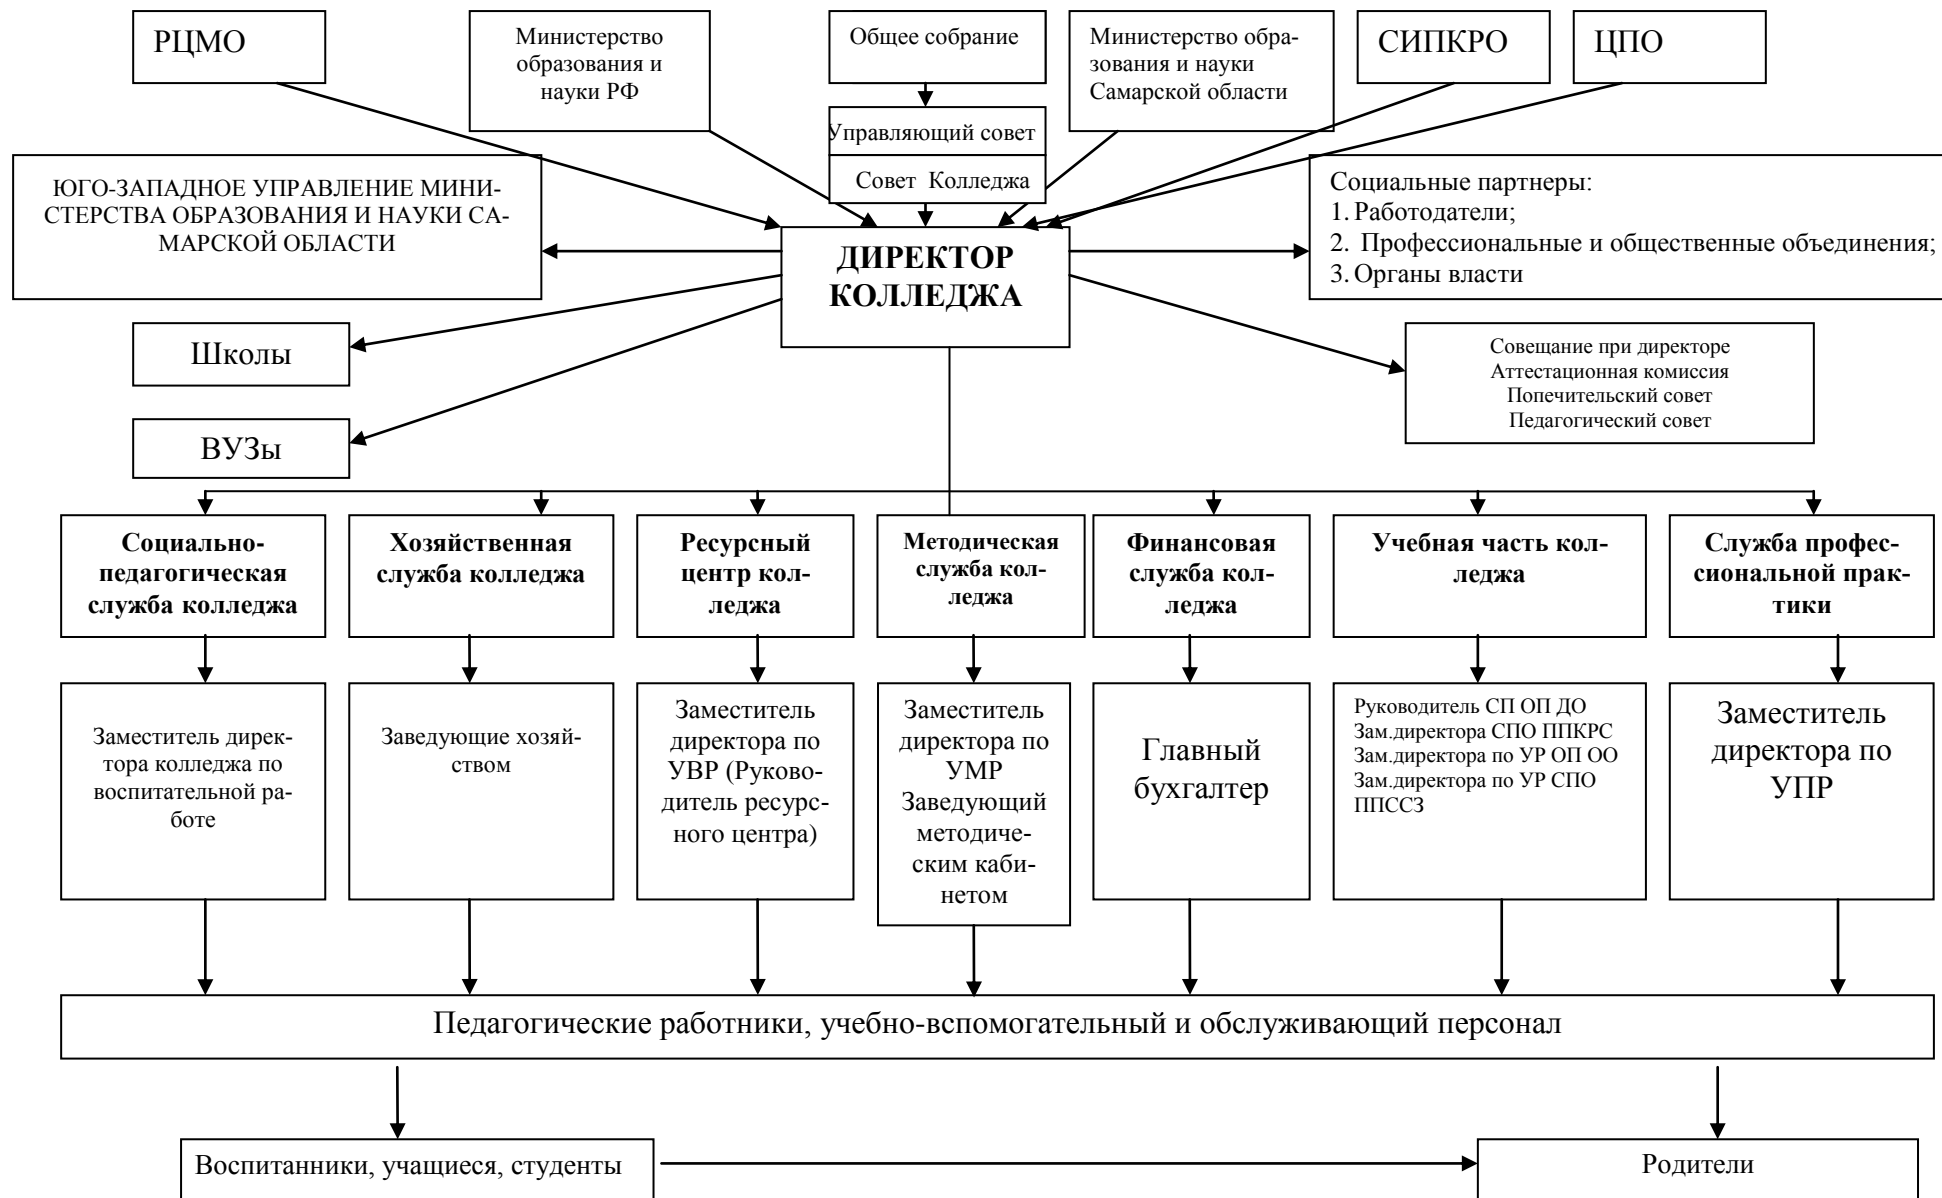 РЦМО
Министерство
образования и
науки РФ
Общее собрание
Министерство обра-
зования и науки
Самарской области
СИПКРО
ЦПО
Управляющий совет
Совет Колледжа
ЮГО-ЗАПАДНОЕ УПРАВЛЕНИЕ МИНИ-
СТЕРСТВА ОБРАЗОВАНИЯ И НАУКИ СА-
МАРСКОЙ ОБЛАСТИ
ДИРЕКТОР
КОЛЛЕДЖА
Социальные партнеры:
1. Работодатели;
2. Профессиональные и общественные объединения;
3. Органы власти
Школы
Совещание при директоре
Аттестационная комиссия
Попечительский совет
Педагогический совет
ВУЗы
Социально-
педагогическая
служба колледжа
Хозяйственная
служба колледжа
Ресурсный
центр кол-
леджа
Методическая
служба кол-
леджа
Финансовая
служба кол-
леджа
Учебная часть кол-
леджа
Служба профес-
сиональной прак-
тики
Заместитель дирек-
тора колледжа по
воспитательной ра-
боте
Заведующие хозяй-
ством
Заместитель
директора по
УВР (Руково-
дитель ресурс-
ного центра)
Заместитель
директора по
УМР
Заведующий
методиче-
ским каби-
нетом
Главный
бухгалтер
Руководитель СП ОП ДО
Зам.директора СПО ППКРС
Зам.директора по УР ОП ОО
Зам.директора по УР СПО
ППССЗ
Заместитель
директора по
УПР
Педагогические работники, учебно-вспомогательный и обслуживающий персонал
Воспитанники, учащиеся, студенты
Родители